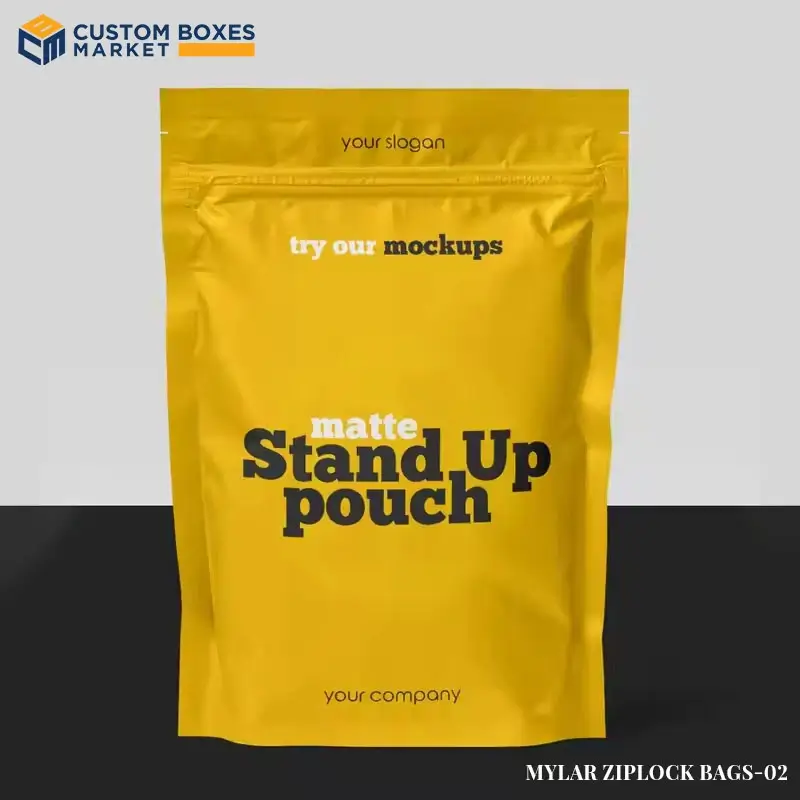 CUSTOM BOXES
MARKET
your slogan
try our mockups
matte
Stand Up
pouch
your company
MYLAR ZIPLOCK BAGS-02